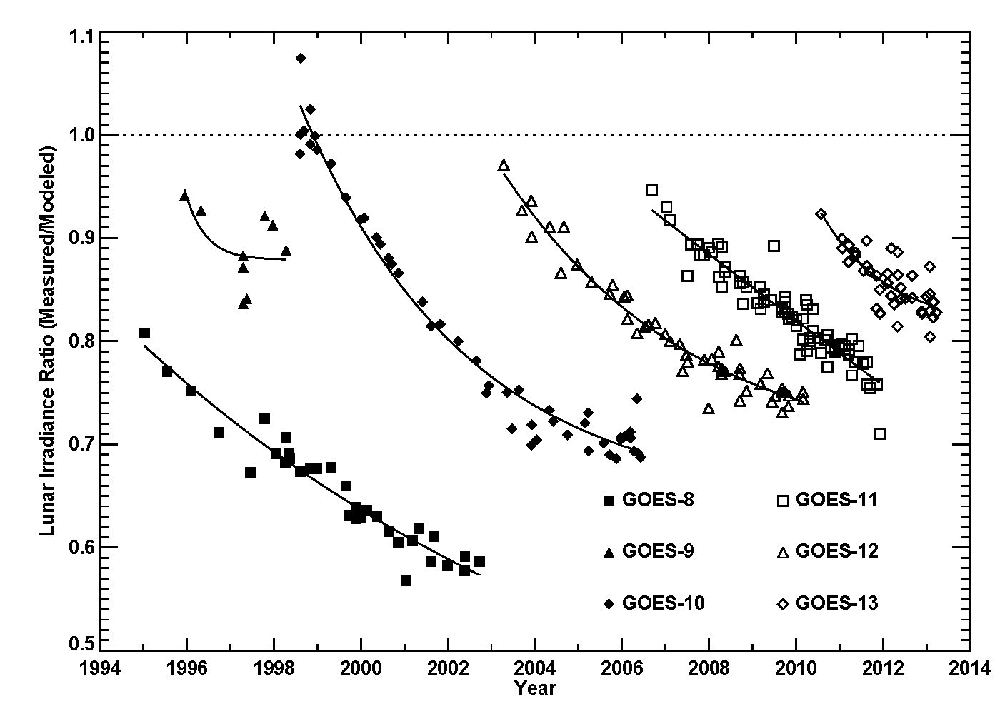 1.1
1.0
0.9
0.8
0.7
0.6
0.5
Lunar Irradiance Ratio (Measured/Modeled)
GOES-8 GOES-11
GOES-9 GOES-12
GOES-10 GOES-13
1994 1996 1998 2000 2002 2004 2006 2008 2010 2012 2014
Year